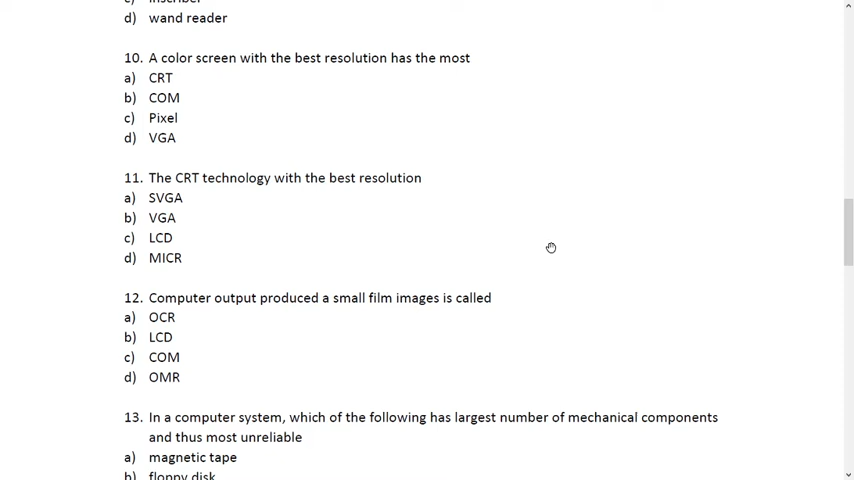 d) wand reader
10. A color screen with the best resolution has the most
a) CRT
b) COM
c) Pixel
d) VGA
11. The CRT technology with the best resolution
a) SVGA
b) VGA
c) LCD
d) MICR
12. Computer output produced a small film images is called
a) OCR
b) LCD
c) COM
d) OMR
13. In a computer system, which of the following has largest number of mechanical components
and thus most unreliable
a) magnetic tape
b) floppy disk